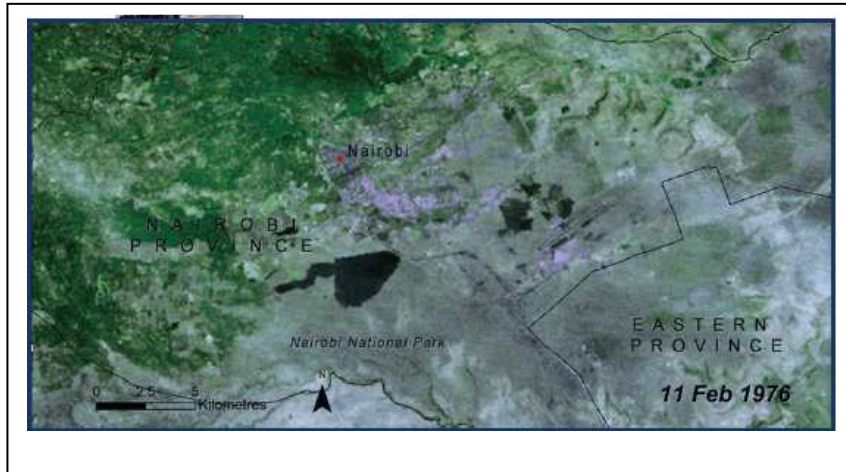 Nairobi
NAIROBI
PROVINCE
Nairobi National Park
EASTERN
PROVINCE
N
0 2.5 5
Kilometres
11 Feb 1976